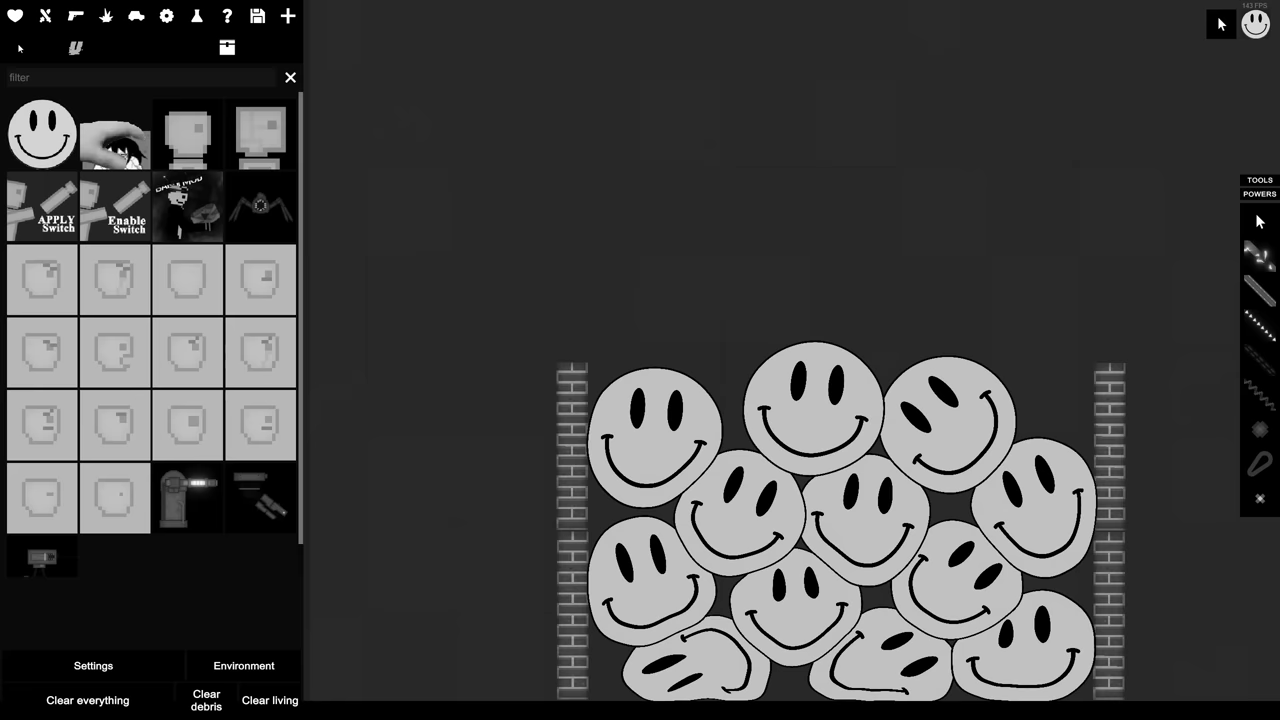 143 FPS
filter
APPLY
Switch
Enable
Switch
TOOLS
POWERS
Settings
Environment
Clear everything
Clear
debris
Clear living